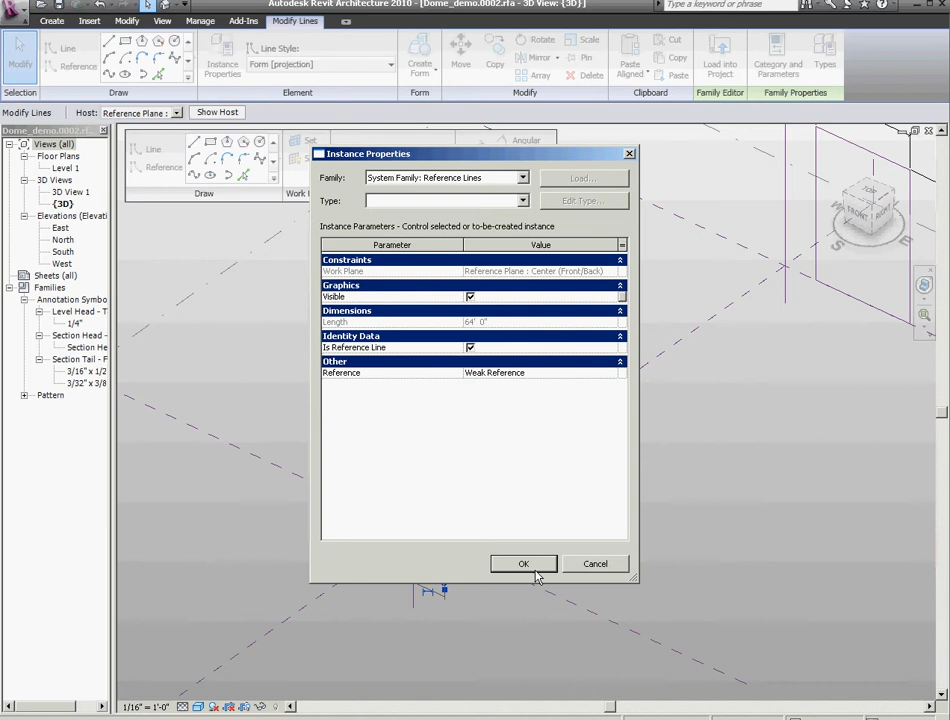 Autodesk Revit Architecture 2010 - [Dome_demo.0002.rfa - 3D View: {3D}]
Type a keyword or phrase
Create Insert Modify View Manage Add-Ins Modify Lines
Modify
Line
Reference
Instance Properties
Line Style:
Form [projection]
Create Form
Move
Copy
Rotate
Mirror
Array
Scale
Pin
Delete
Paste Aligned
Cut
Copy
Paste
Load into Project
Category and Parameters
Types
Selection Draw Element Form Modify Clipboard Family Editor Family Properties
Modify Lines Host: Reference Plane : Show Host
Dome_demo.0002.rf...
Views (all)
Floor Plans
Level 1
3D Views
3D View 1
{3D}
Elevations (Elevati
East
North
South
West
Sheets (all)
Families
Annotation Symbo
Level Head - T
1/4"
Section Head -
Section He
Section Tail - F
3/16" x 1/2
3/32" x 3/8
Pattern
Line
Reference
Draw
Set
Work
Angular
TOP
FRONT
RIGHT
W
S
E
Instance Properties
Family: System Family: Reference Lines Load...
Type: Edit Type...
Instance Parameters - Control selected or to-be-created instance
Parameter Value =
Constraints
Work Plane Reference Plane : Center (Front/Back)
Graphics
Visible
Dimensions
Length 64' 0"
Identity Data
Is Reference Line
Other
Reference Weak Reference
OK Cancel
1/16" = 1'-0"